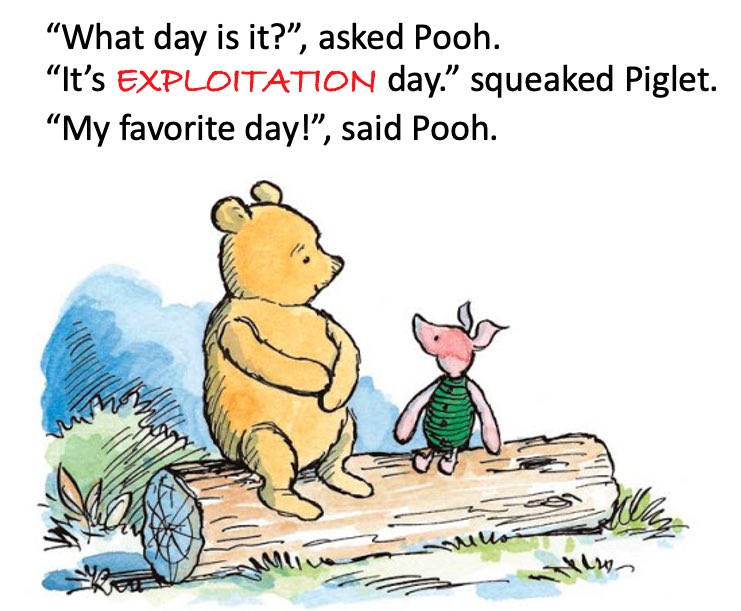 “What day is it?”, asked Pooh.
“It’s EXPLOITATION day.” squeaked Piglet.
“My favorite day!”, said Pooh.